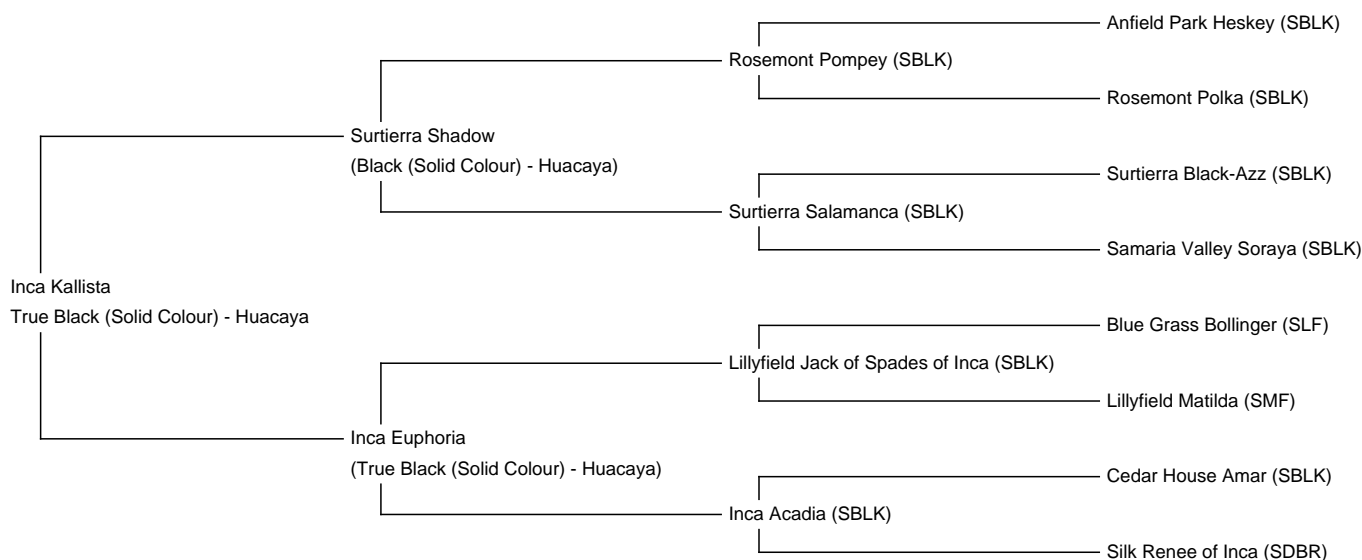 Anfield Park Heskey (SBLK)
Rosemont Pompey (SBLK)
Rosemont Polka (SBLK)
Surtierra Shadow
(Black (Solid Colour) - Huacaya)
Surtierra Black-Azz (SBLK)
Surtierra Salamanca (SBLK)
Samaria Valley Soraya (SBLK)
Inca Kallista
True Black (Solid Colour) - Huacaya
Blue Grass Bollinger (SLF)
Lillyfield Jack of Spades of Inca (SBLK)
Lillyfield Matilda (SMF)
Inca Euphoria
(True Black (Solid Colour) - Huacaya)
Cedar House Amar (SBLK)
Inca Acadia (SBLK)
Silk Renee of Inca (SDBR)